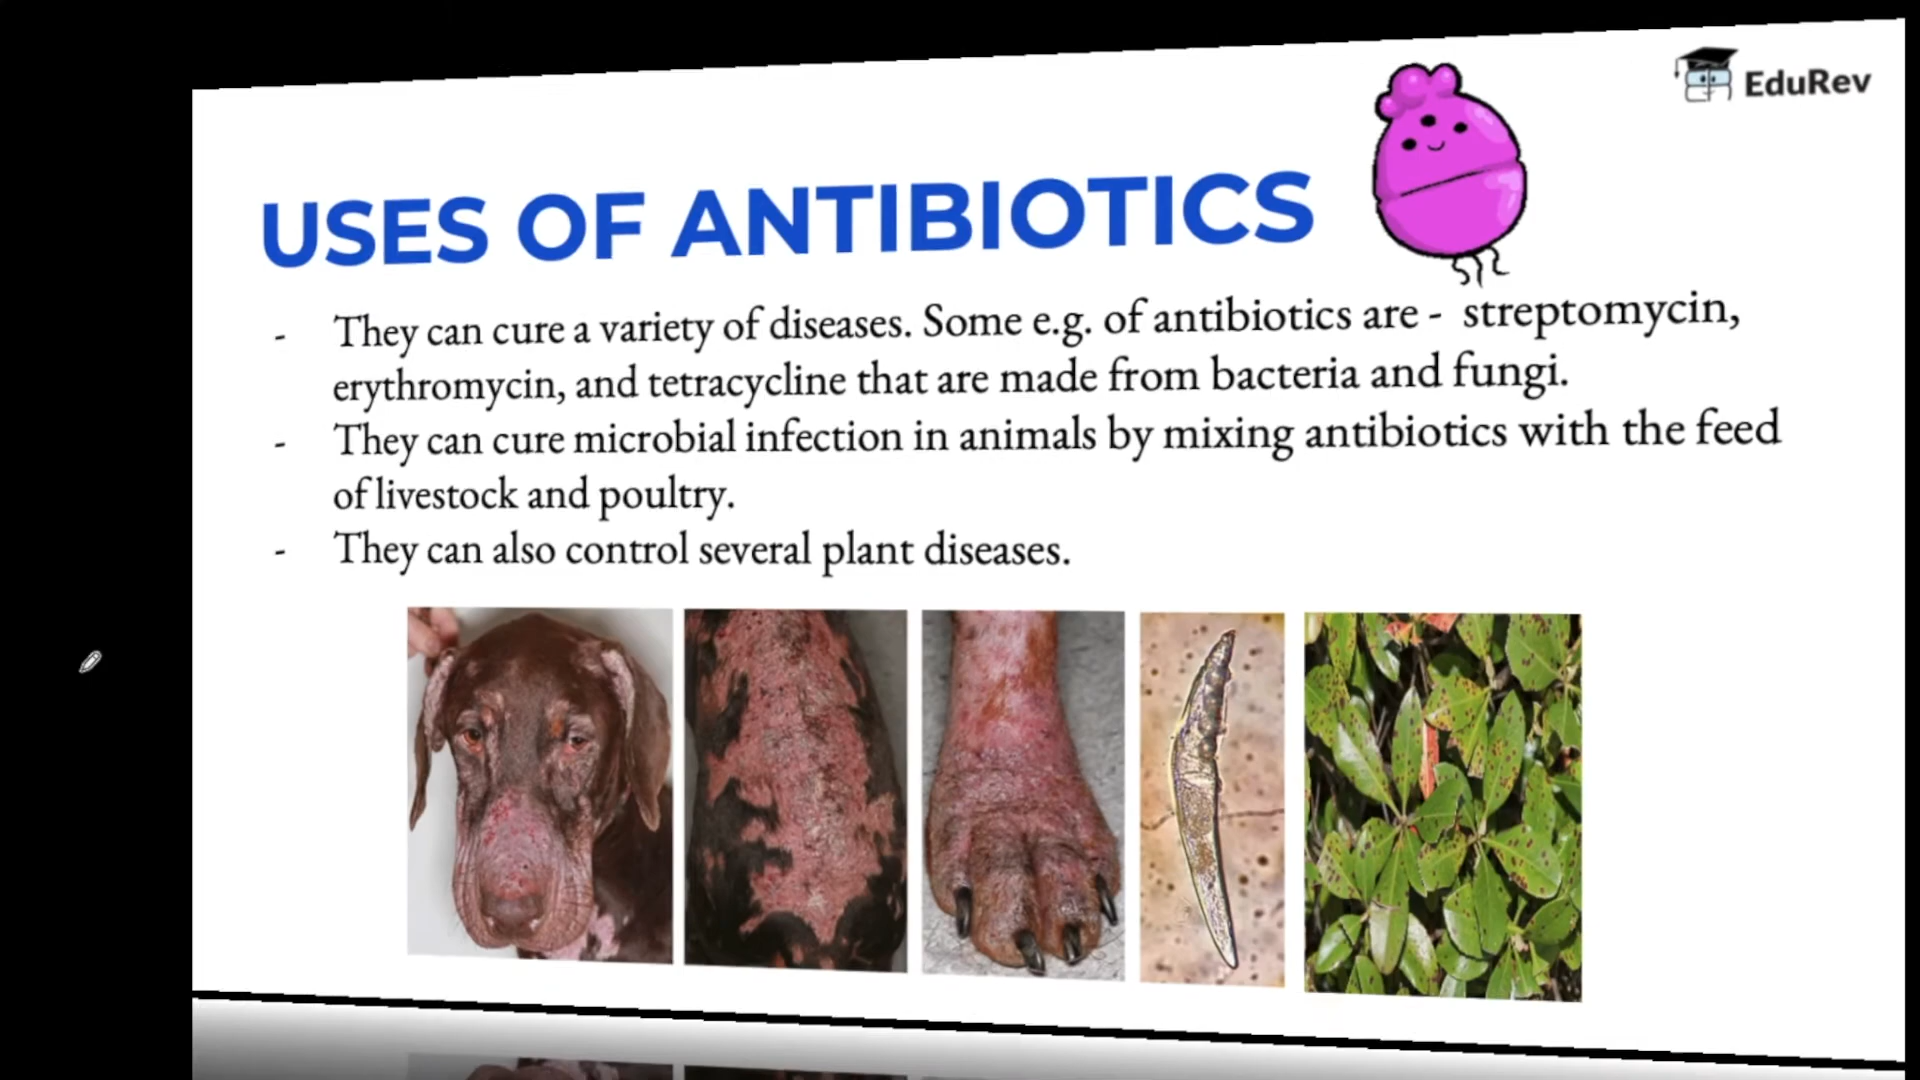 EduRev
USES OF ANTIBIOTICS
- They can cure a variety of diseases. Some e.g. of antibiotics are - streptomycin,
erythromycin, and tetracycline that are made from bacteria and fungi.
- They can cure microbial infection in animals by mixing antibiotics with the feed
of livestock and poultry.
- They can also control several plant diseases.